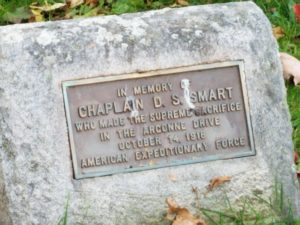 IN MEMORY OF
CHAPLAIN D. S. SMART
WHO MADE THE SUPREME SACRIFICE
IN THE ARGONNE DRIVE
OCTOBER 14, 1918
AMERICAN EXPEDITIONARY FORCE